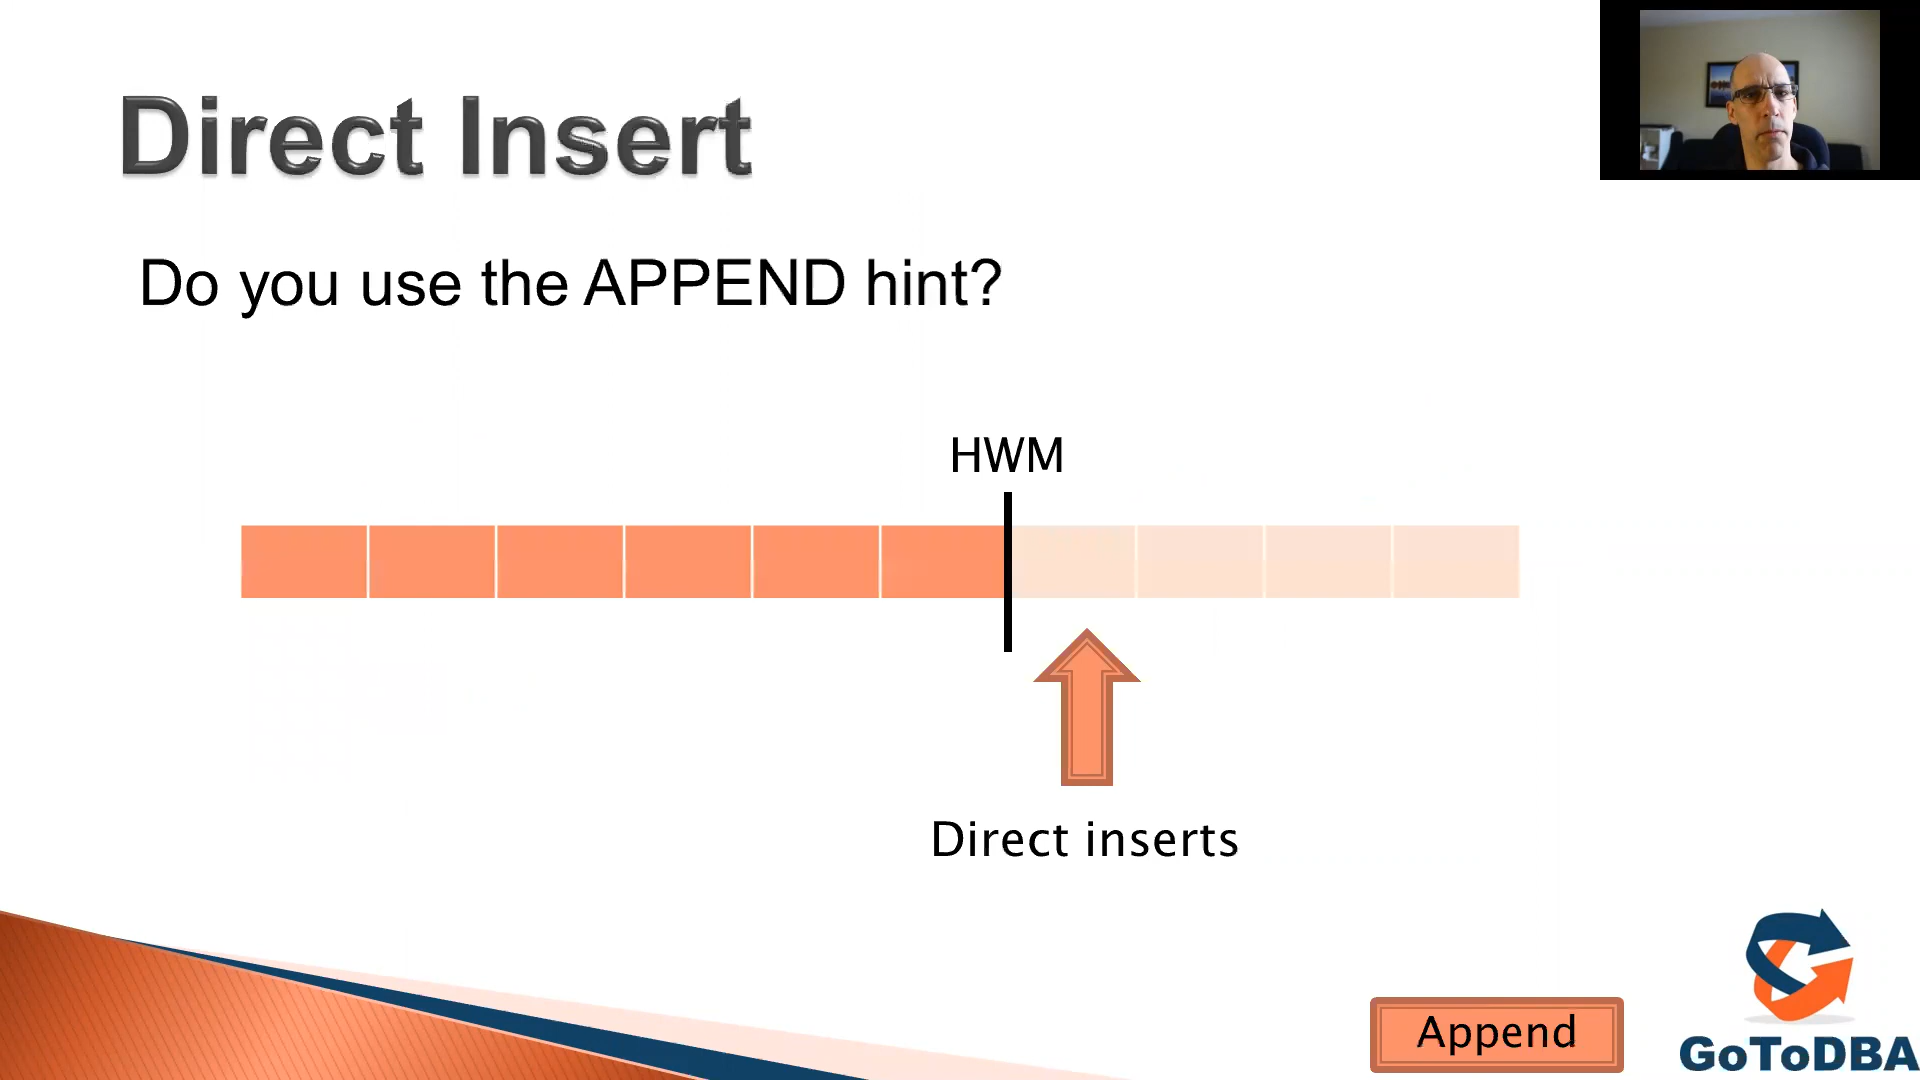 Direct Insert
Do you use the APPEND hint?
HWM
Direct inserts
Append
GoToDBA